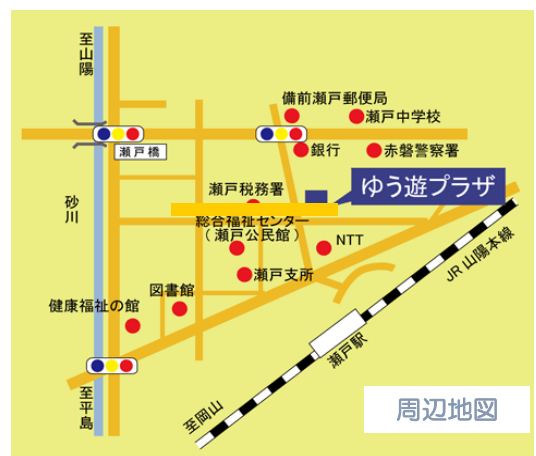 至山陽
備前瀬戸郵便局
瀬戸中学校
瀬戸橋
銀行
赤磐警察署
瀬戸税務署
ゆう遊プラザ
砂川
総合福祉センター
(瀬戸公民館)
NTT
瀬戸支所
JR山陽本線
図書館
健康福祉の館
瀬戸駅
至平島
至岡山
周辺地図